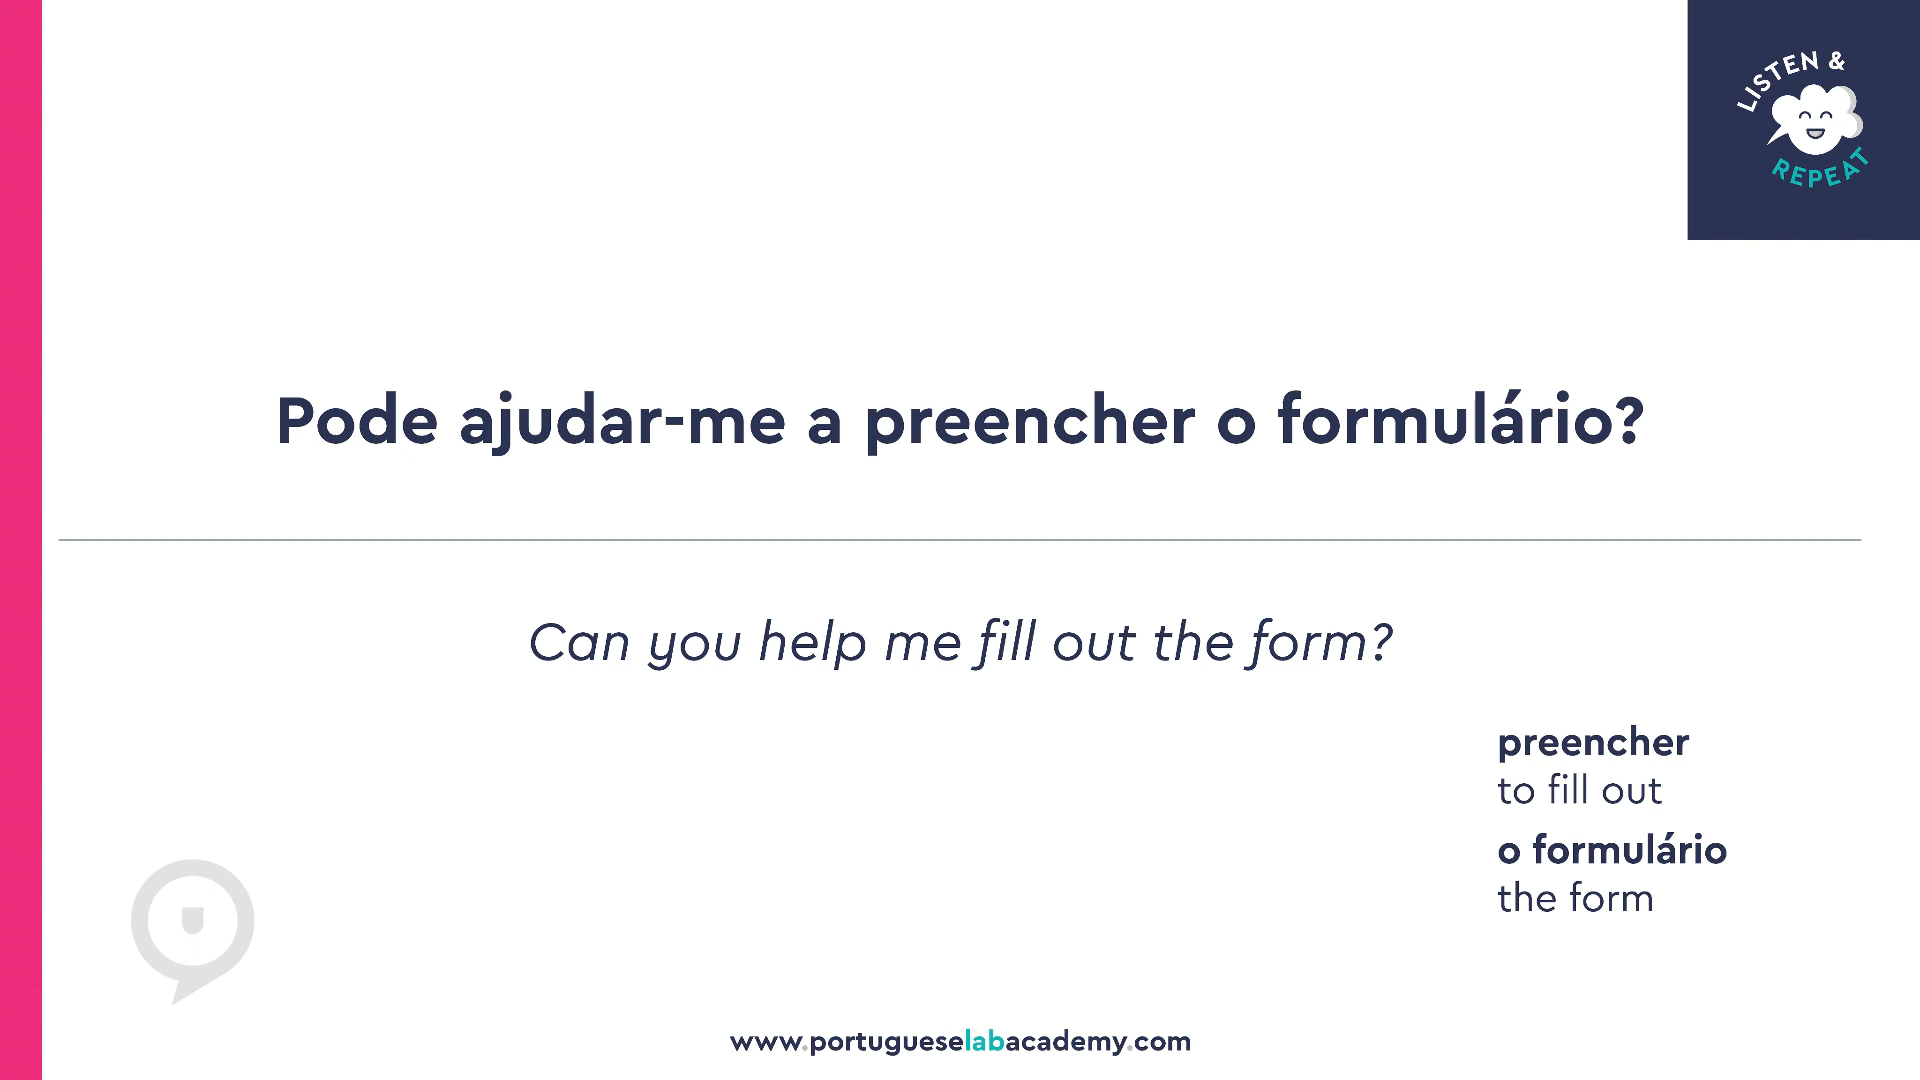 LISTEN &
REPEAT
Pode ajudar-me a preencher o formulário?
Can you help me fill out the form?
preencher
to fill out
o formulário
the form
www.portugueselabacademy.com